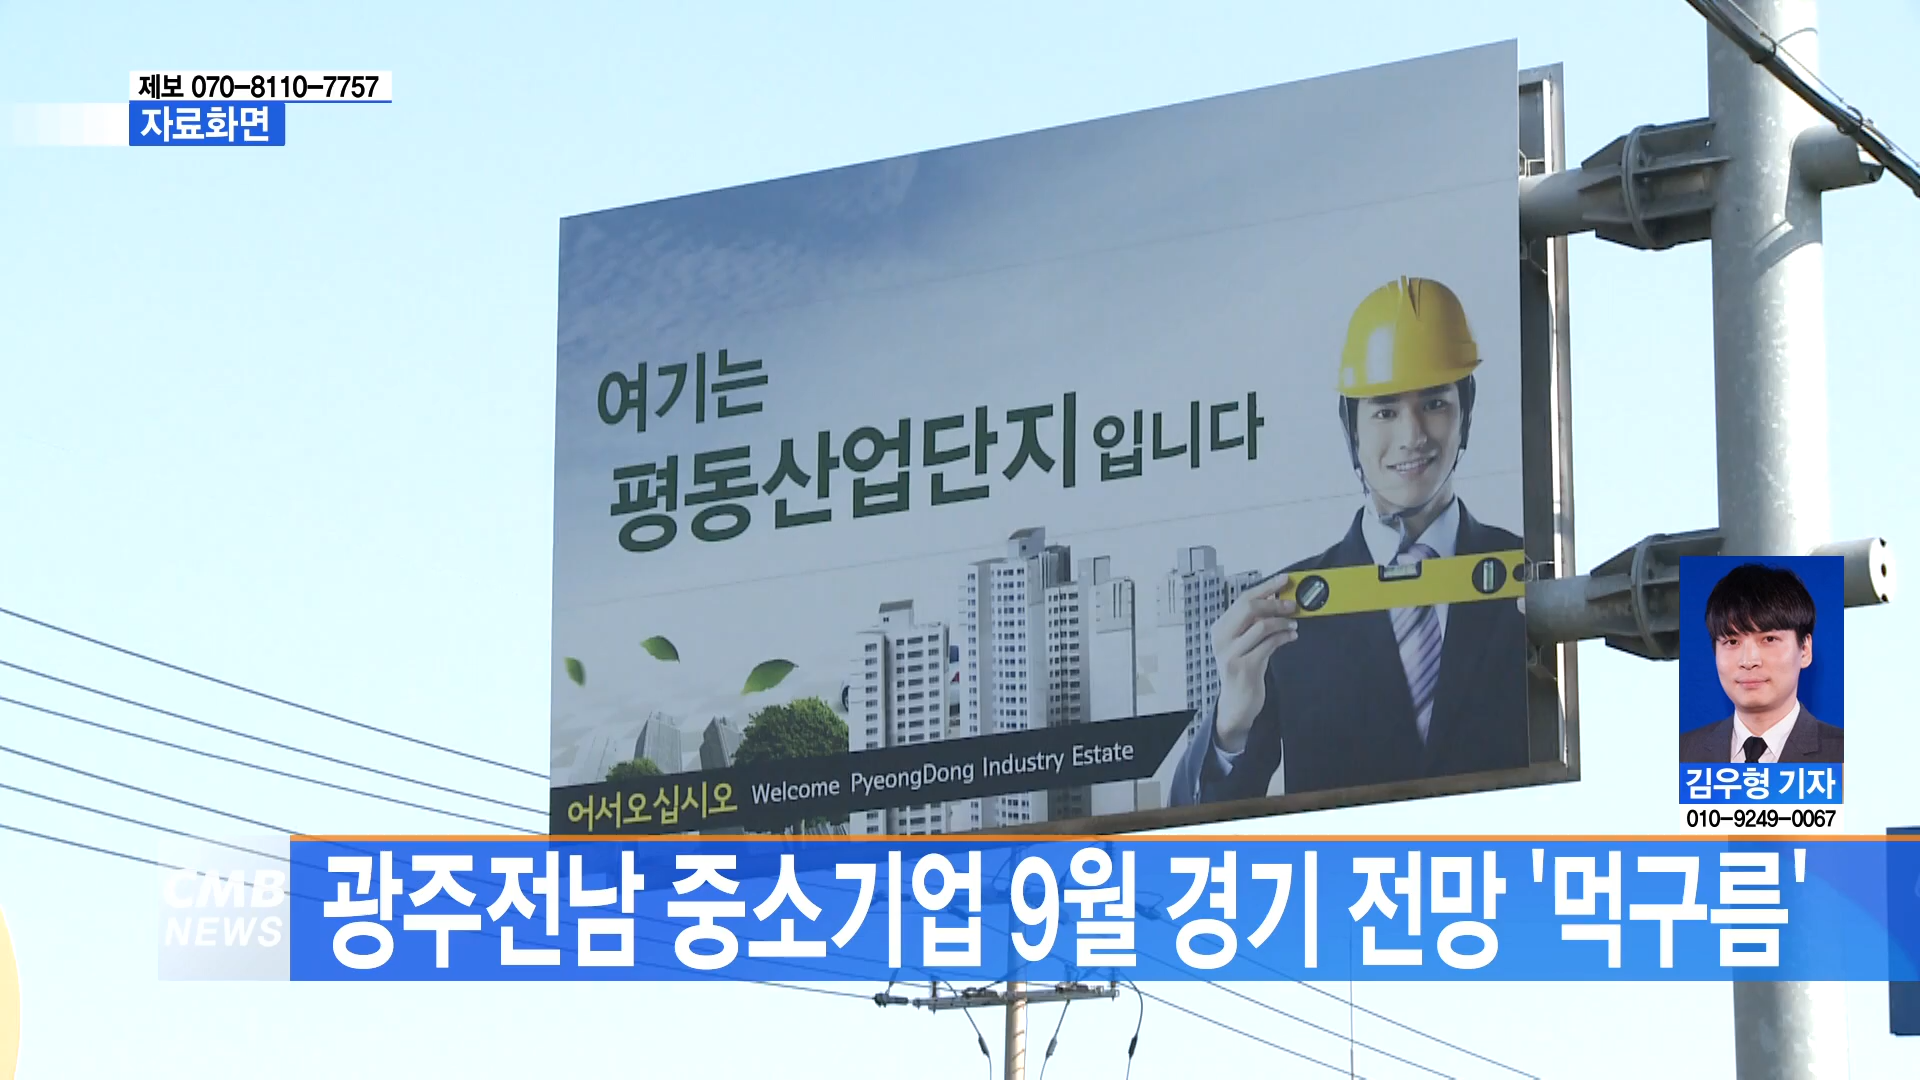 제보 070-8110-7757
자료화면
여기는
평동산업단지입니다
어서오십시오 Welcome PyeongDong Industry Estate
김우형 기자
010-9249-0067
CMB
NEWS
광주전남 중소기업 9월 경기 전망 '먹구름'